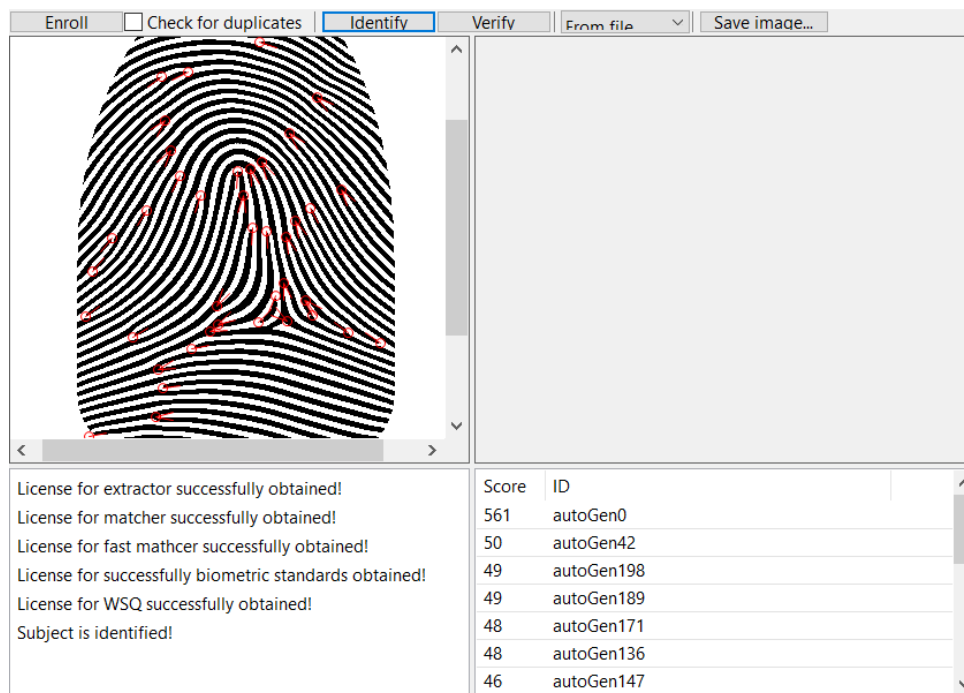 Enroll Check for duplicates Identify Verify From file Save image...
License for extractor successfully obtained!
License for matcher successfully obtained!
License for fast mathcer successfully obtained!
License for successfully biometric standards obtained!
License for WSQ successfully obtained!
Subject is identified!
Score ID
561 autoGen0
50 autoGen42
49 autoGen198
49 autoGen189
48 autoGen171
48 autoGen136
46 autoGen147